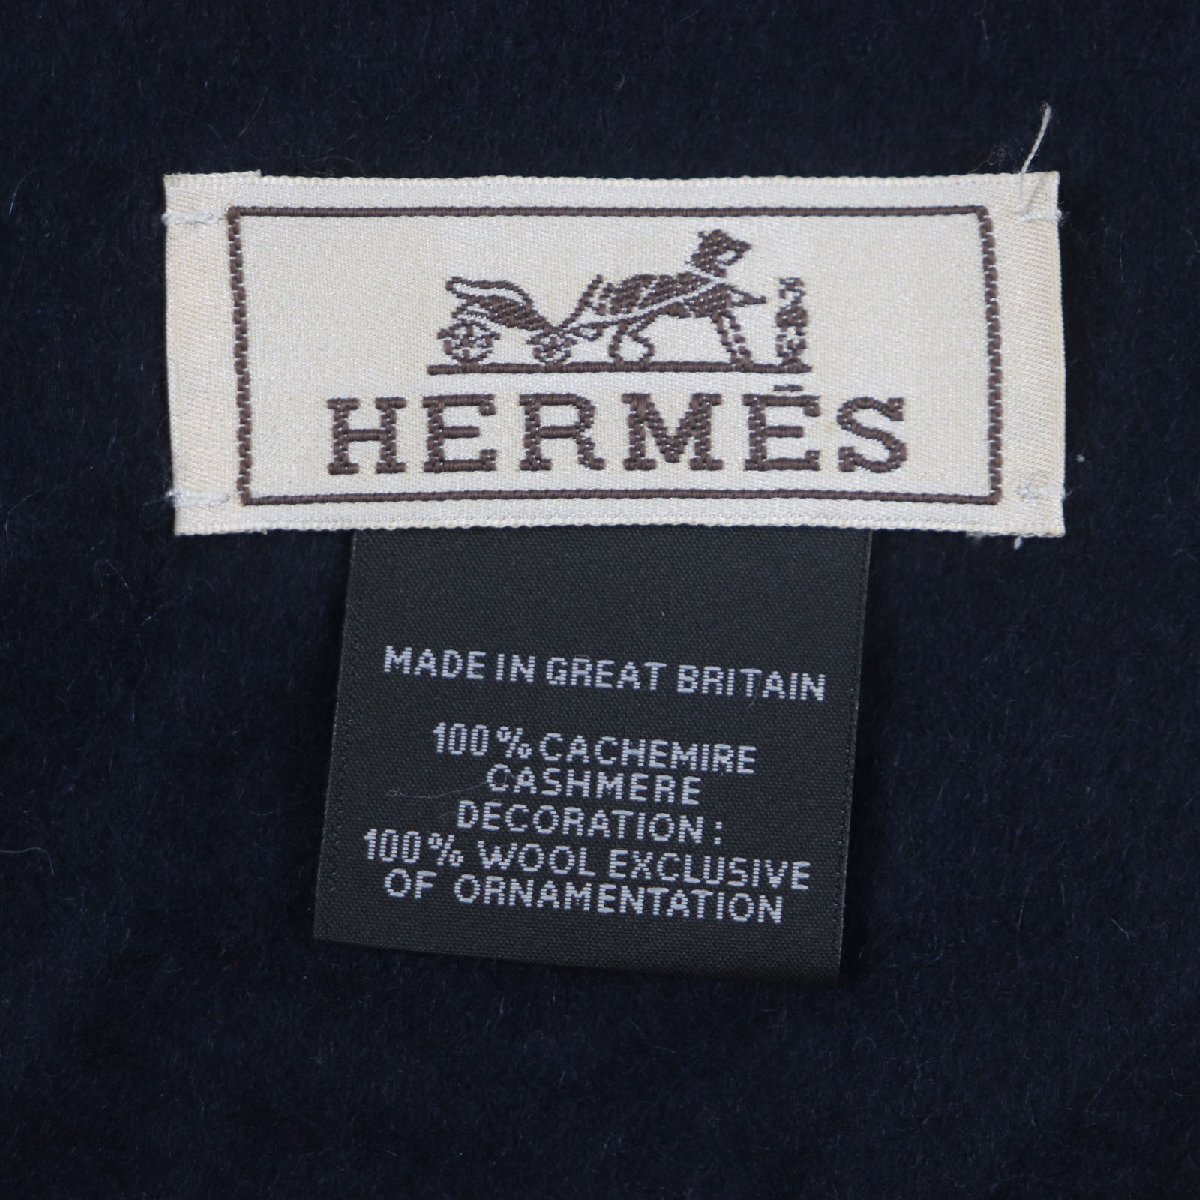 HERMÈS
MADE IN GREAT BRITAIN
100% CACHEMIRE
CASHMERE
DECORATION:
100% WOOL EXCLUSIVE
OF ORNAMENTATION